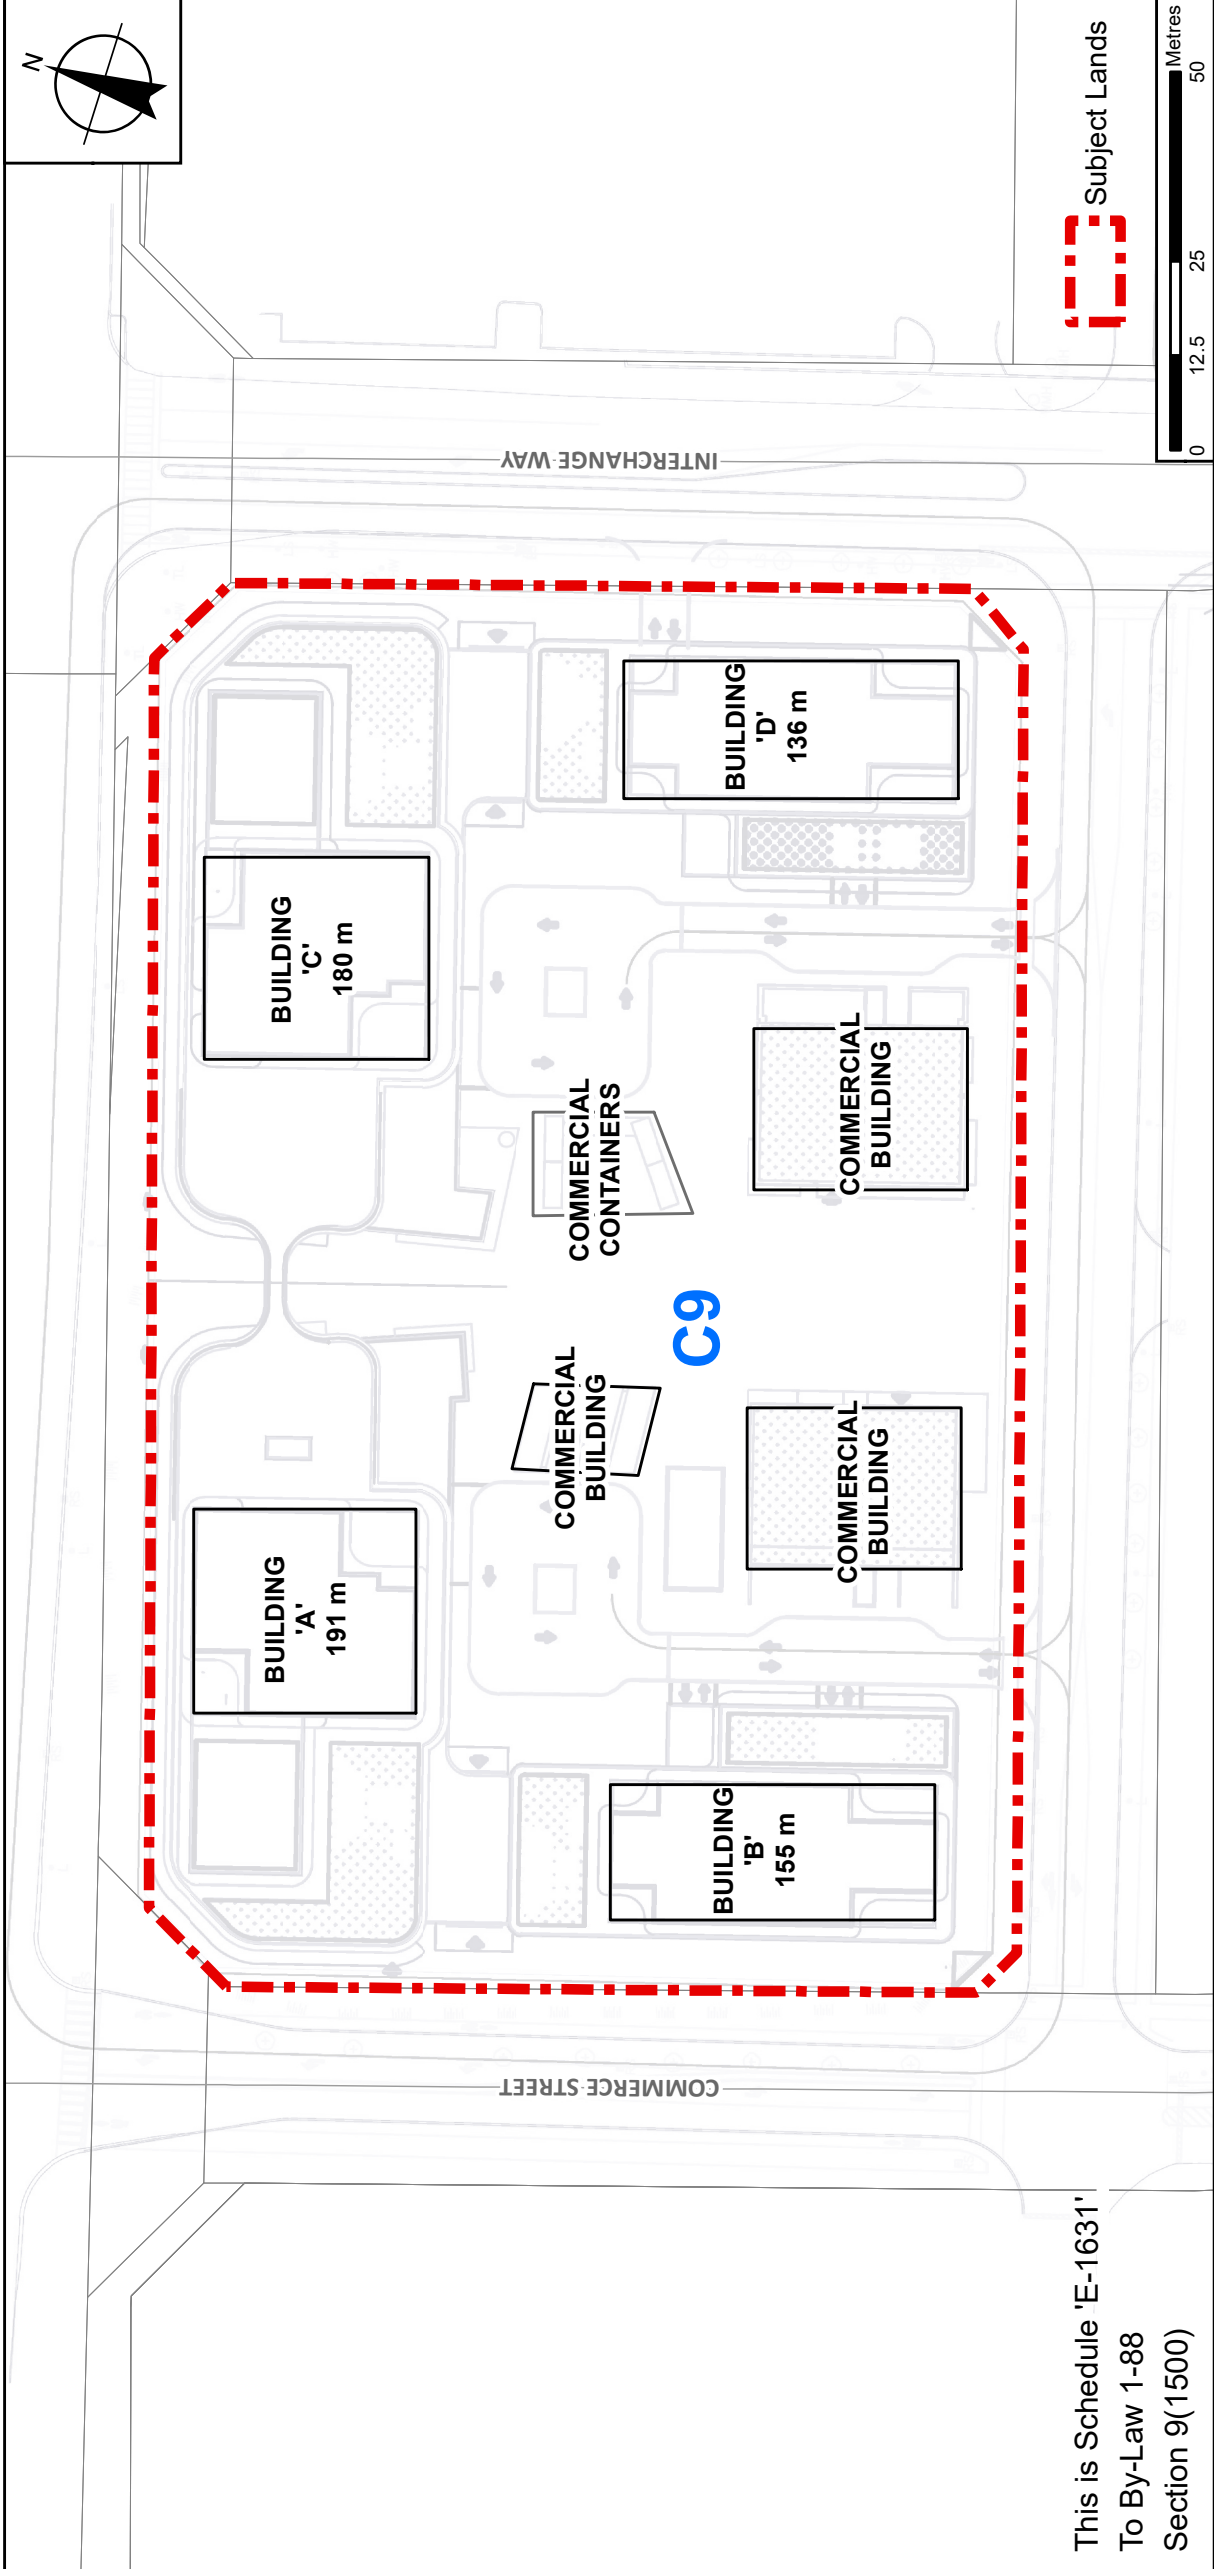 N
COMMERCE STREET
INTERCHANGE WAY
BUILDING
'A'
191 m
BUILDING
'C'
180 m
COMMERCIAL
BUILDING
COMMERCIAL
CONTAINERS
C9
BUILDING
'B'
155 m
COMMERCIAL
BUILDING
COMMERCIAL
BUILDING
BUILDING
'D'
136 m
This is Schedule 'E-1631'
To By-Law 1-88
Section 9(1500)
Subject Lands
0 12.5 25 50
Metres